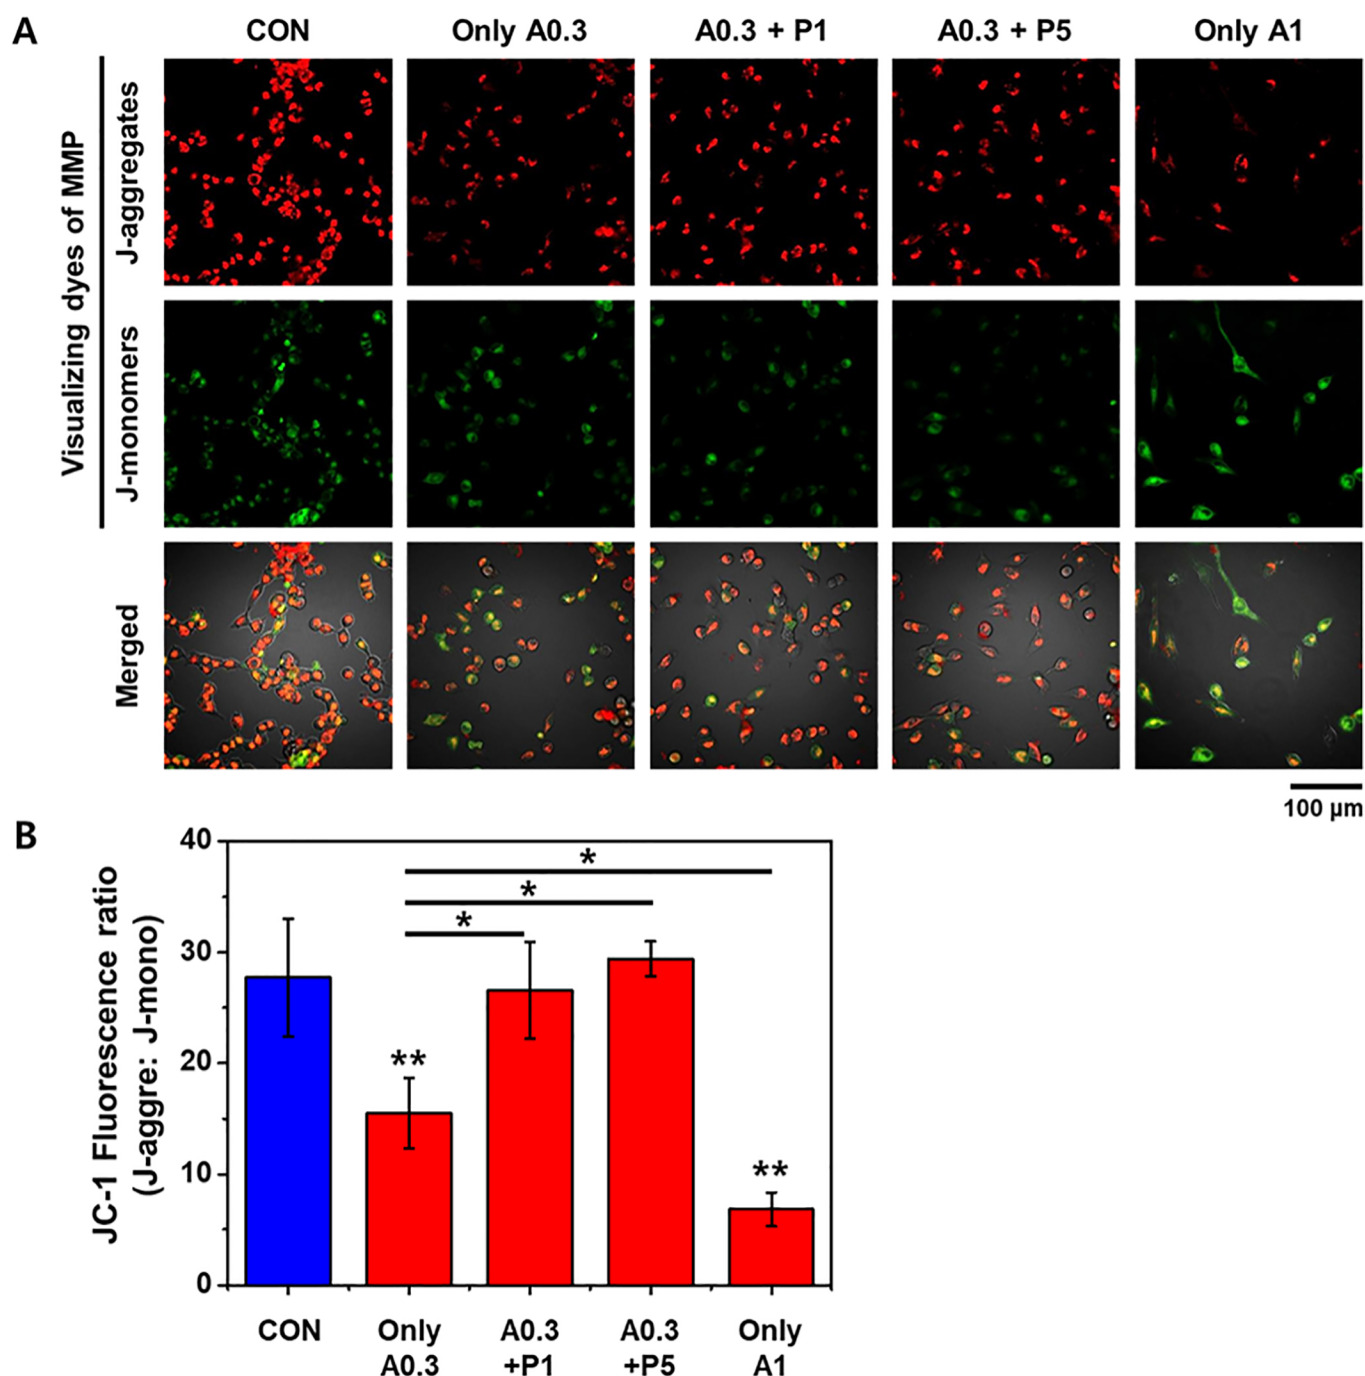 A
CON
Only A0.3
A0.3 + P1
A0.3 + P5
Only A1
Visualizing dyes of MMP
J-aggregates
J-monomers
Merged
100 µm
B
JC-1 Fluorescence ratio
(J-aggre: J-mono)
40
30
20
10
0
*
*
*
**
**
CON
Only
A0.3
A0.3
+P1
A0.3
+P5
Only
A1